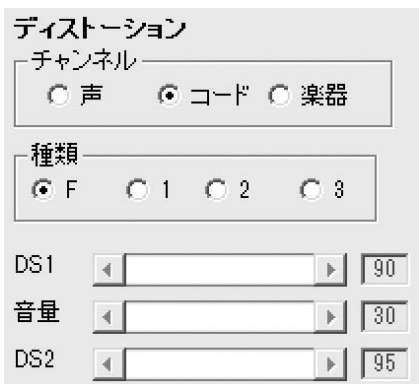 ディストーション
チャンネル
声 コード 楽器
種類
F 1 2 3
DS1 90
音量 30
DS2 95